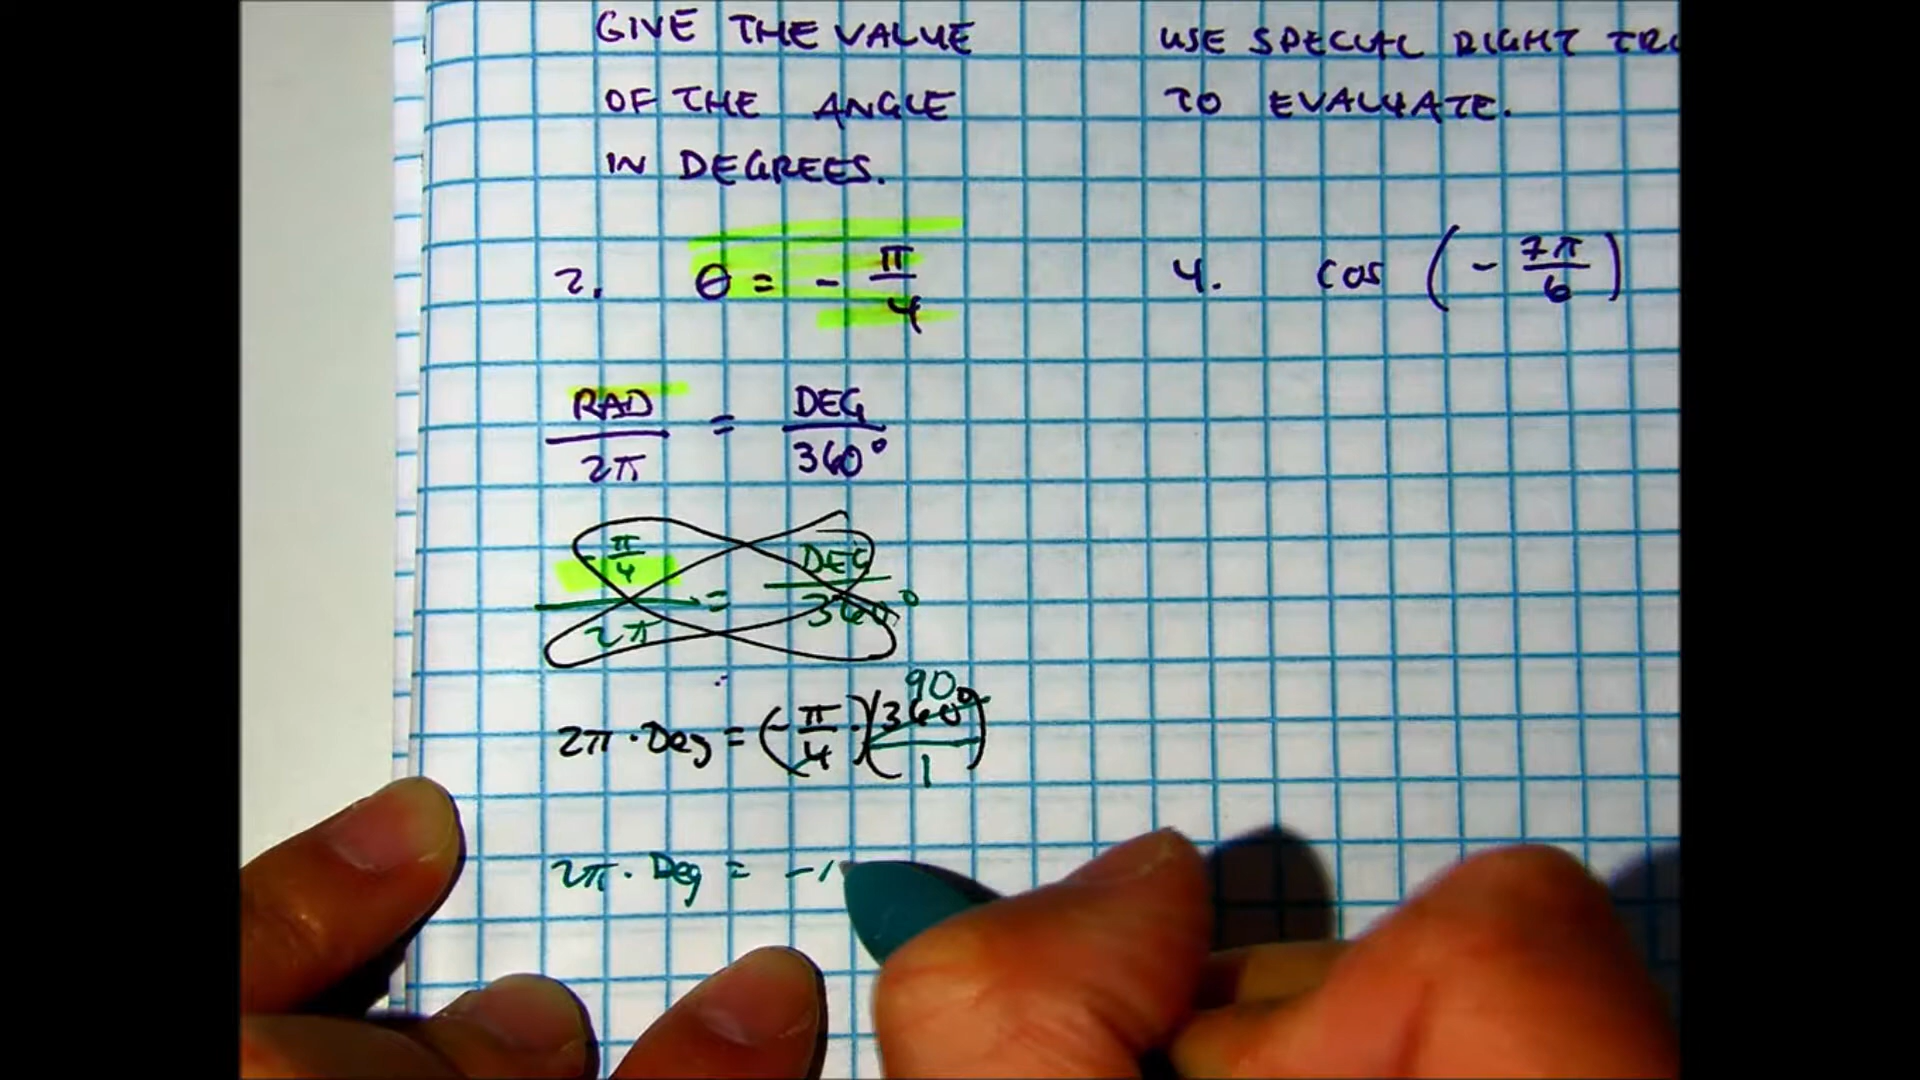 GIVE THE VALUE
OF THE ANGLE
IN DEGREES.
2. θ = - π/4
RAD/2π = DEG/360°
-π/4/2π = DEG/360°
2π · Deg = (-π/4 ·)(360°/1) 90
2π · Deg = -1
USE SPECIAL RIGHT
TO EVALUATE.
4. cos (- 7π/6)